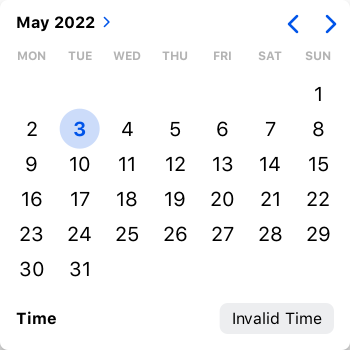 May 2022
MON TUE WED THU FRI SAT SUN
1
2 3 4 5 6 7 8
9 10 11 12 13 14 15
16 17 18 19 20 21 22
23 24 25 26 27 28 29
30 31
Time Invalid Time